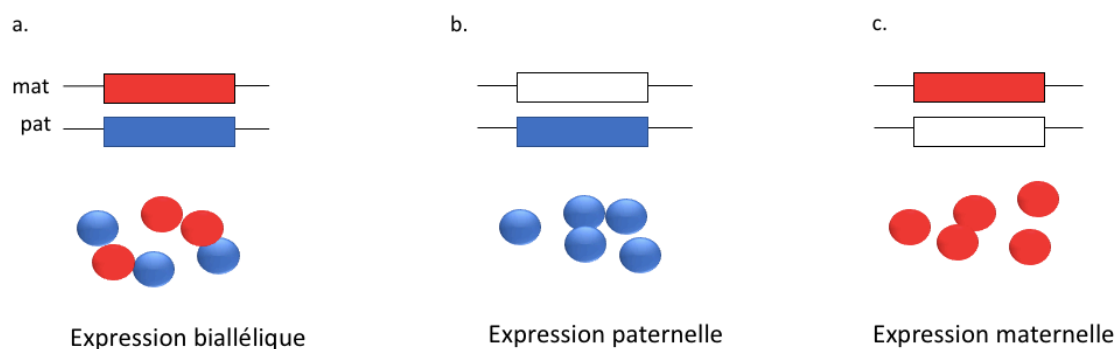 a.
b.
c.
mat
pat
Expression biallélique
Expression paternelle
Expression maternelle